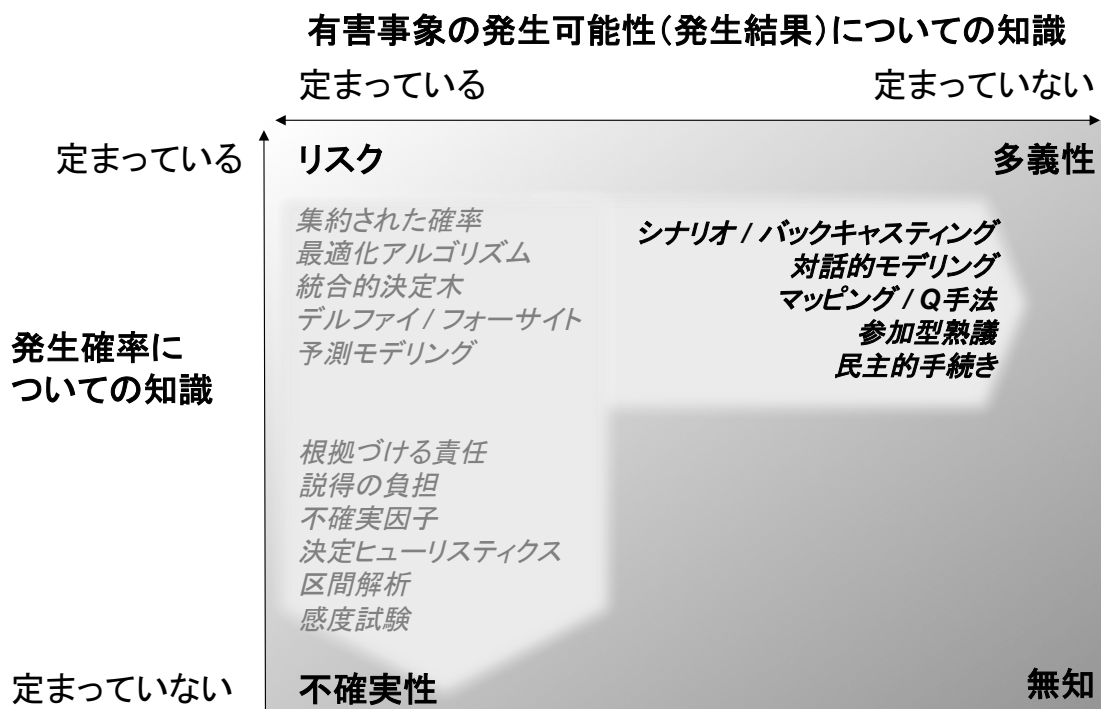 有害事象の発生可能性(発生結果)についての知識
定まっている
定まっていない
定まっている
リスク
多義性
集約された確率
最適化アルゴリズム
統合的決定木
デルファイ / フォーサイト
予測モデリング
シナリオ / バックキャスティング
対話的モデリング
マッピング / Q手法
参加型熟議
民主的手続き
発生確率に
ついての知識
根拠づける責任
説得の負担
不確実因子
決定ヒューリスティクス
区間解析
感度試験
定まっていない
不確実性
無知